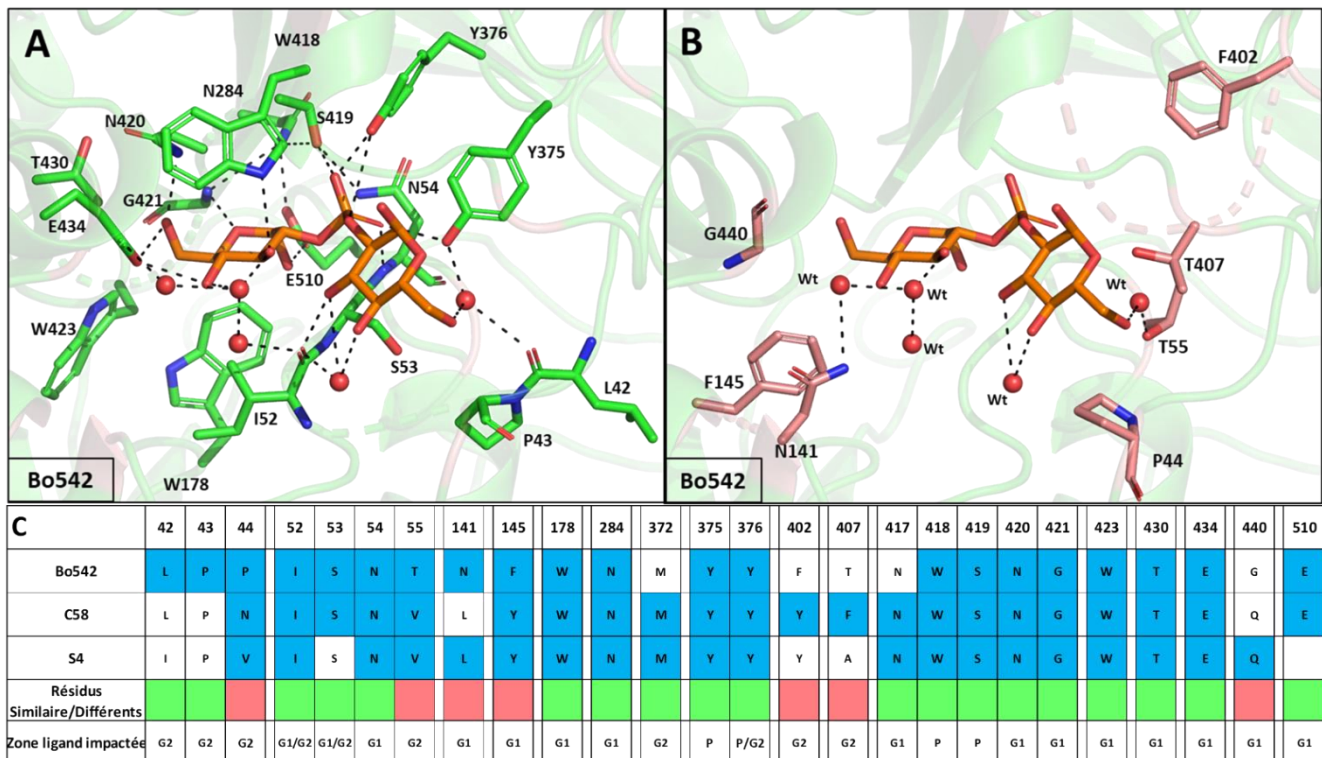 A
W418
Y376
N284
N420
S419
Y375
T430
G421
N54
E434
E510
W423
S53
L42
I52
P43
W178
Bo542
B
F402
G440
T407
Wt
Wt
Wt
Wt
T55
F145
Wt
N141
P44
Bo542
C 42 43 44 52 53 54 55 141 145 178 284 372 375 376 402 407 417 418 419 420 421 423 430 434 440 510
Bo542 L P P I S N T N F W N M Y Y F T N W S N G W T E G E
C58 L P N I S N V L Y W N M Y Y Y F N W S N G W T E Q E
S4 I P V I S N V L Y W N M Y Y Y A N W S N G W T E Q
Résidus
Similaire/Différents
Zone ligand impactée G2 G2 G2 G1/G2 G1/G2 G1 G2 G1 G1 G1 G1 G2 P P/G2 G2 G2 G1 P P G1 G1 G1 G1 G1 G1 G1